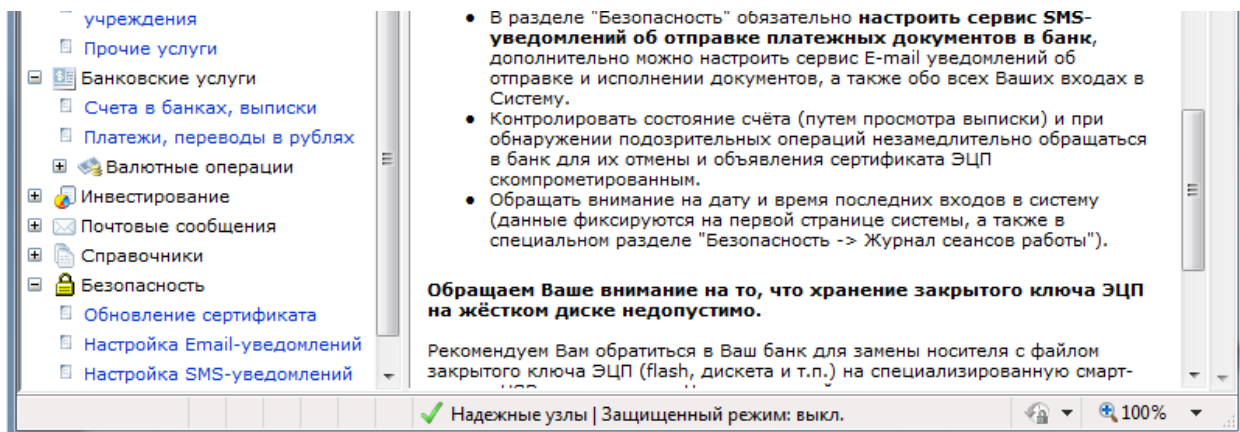 учреждения
Прочие услуги
Банковские услуги
Счета в банках, выписки
Платежи, переводы в рублях
Валютные операции
Инвестирование
Почтовые сообщения
Справочники
Безопасность
Обновление сертификата
Настройка Email-уведомлений
Настройка SMS-уведомлений
• В разделе "Безопасность" обязательно настроить сервис SMS-
уведомлений об отправке платежных документов в банк,
дополнительно можно настроить сервис E-mail уведомлений об
отправке и исполнении документов, а также обо всех Ваших входах в
Систему.
• Контролировать состояние счёта (путем просмотра выписки) и при
обнаружении подозрительных операций незамедлительно обращаться
в банк для их отмены и объявления сертификата ЭЦП
скомпрометированным.
• Обращать внимание на дату и время последних входов в систему
(данные фиксируются на первой странице системы, а также в
специальном разделе "Безопасность -> Журнал сеансов работы").
Обращаем Ваше внимание на то, что хранение закрытого ключа ЭЦП
на жёстком диске недопустимо.
Рекомендуем Вам обратиться в Ваш банк для замены носителя с файлом
закрытого ключа ЭЦП (flash, дискета и т.п.) на специализированную смарт-
Надежные узлы | Защищенный режим: выкл.
100%